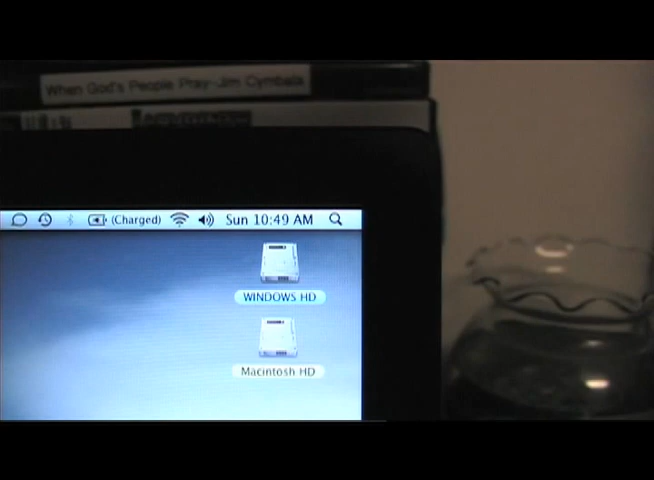 When God's People Pray-Jim Cymbala
(Charged) Sun 10:49 AM
WINDOWS HD
Macintosh HD